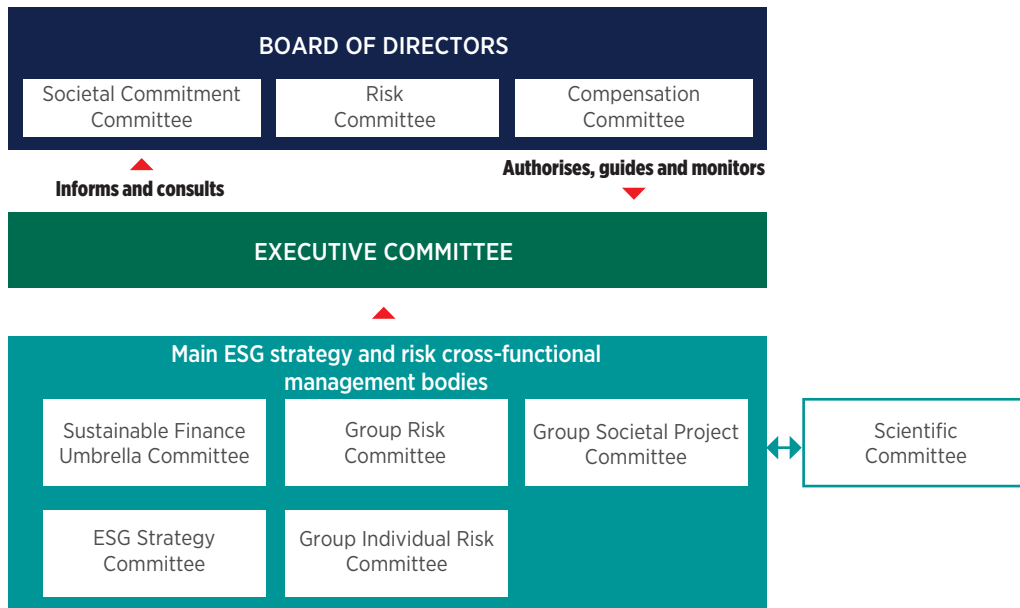 BOARD OF DIRECTORS
Societal Commitment
Committee
Risk
Committee
Compensation
Committee
Informs and consults
Authorises, guides and monitors
EXECUTIVE COMMITTEE
Main ESG strategy and risk cross-functional
management bodies
Sustainable Finance
Umbrella Committee
Group Risk
Committee
Group Societal Project
Committee
Scientific
Committee
ESG Strategy
Committee
Group Individual Risk
Committee